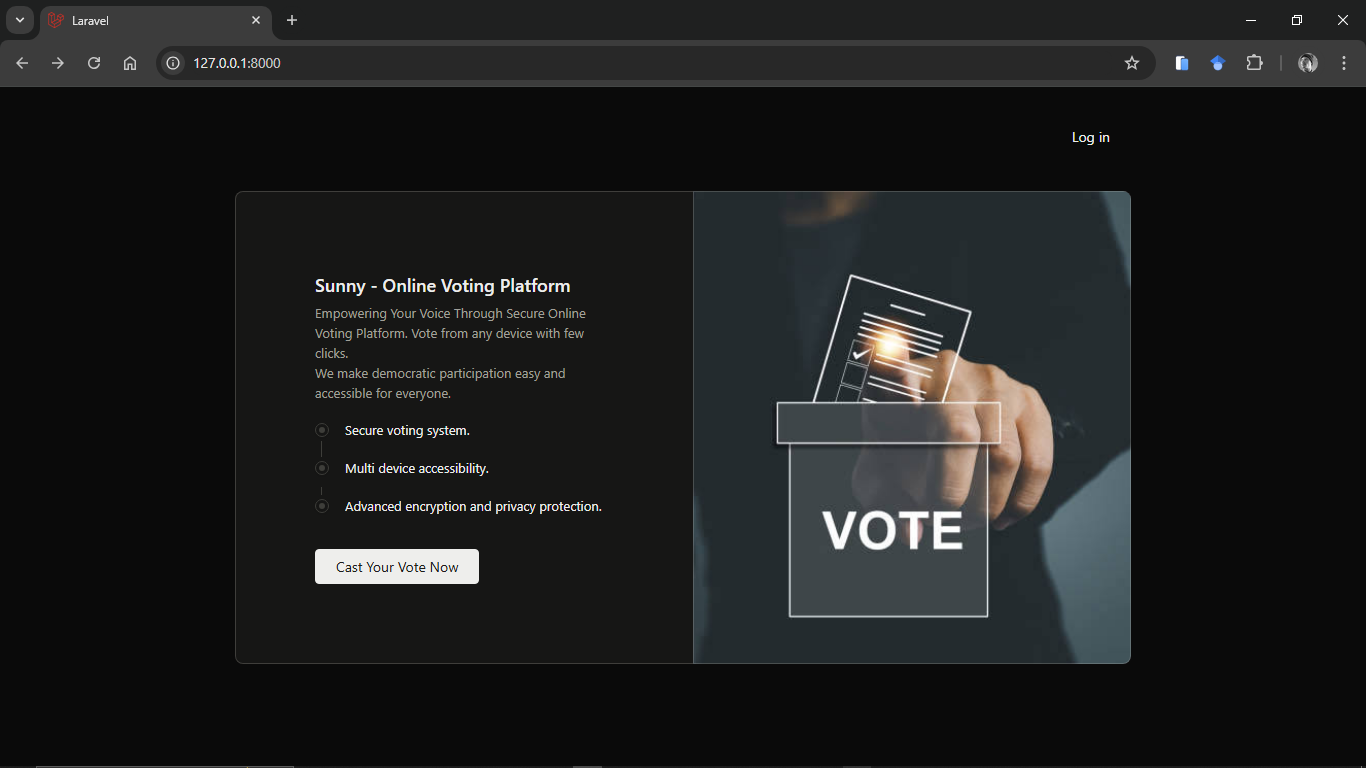 Laravel
127.0.0.1:8000
Log in
Sunny - Online Voting Platform
Empowering Your Voice Through Secure Online
Voting Platform. Vote from any device with few
clicks.
We make democratic participation easy and
accessible for everyone.
Secure voting system.
Multi device accessibility.
Advanced encryption and privacy protection.
Cast Your Vote Now
VOTE